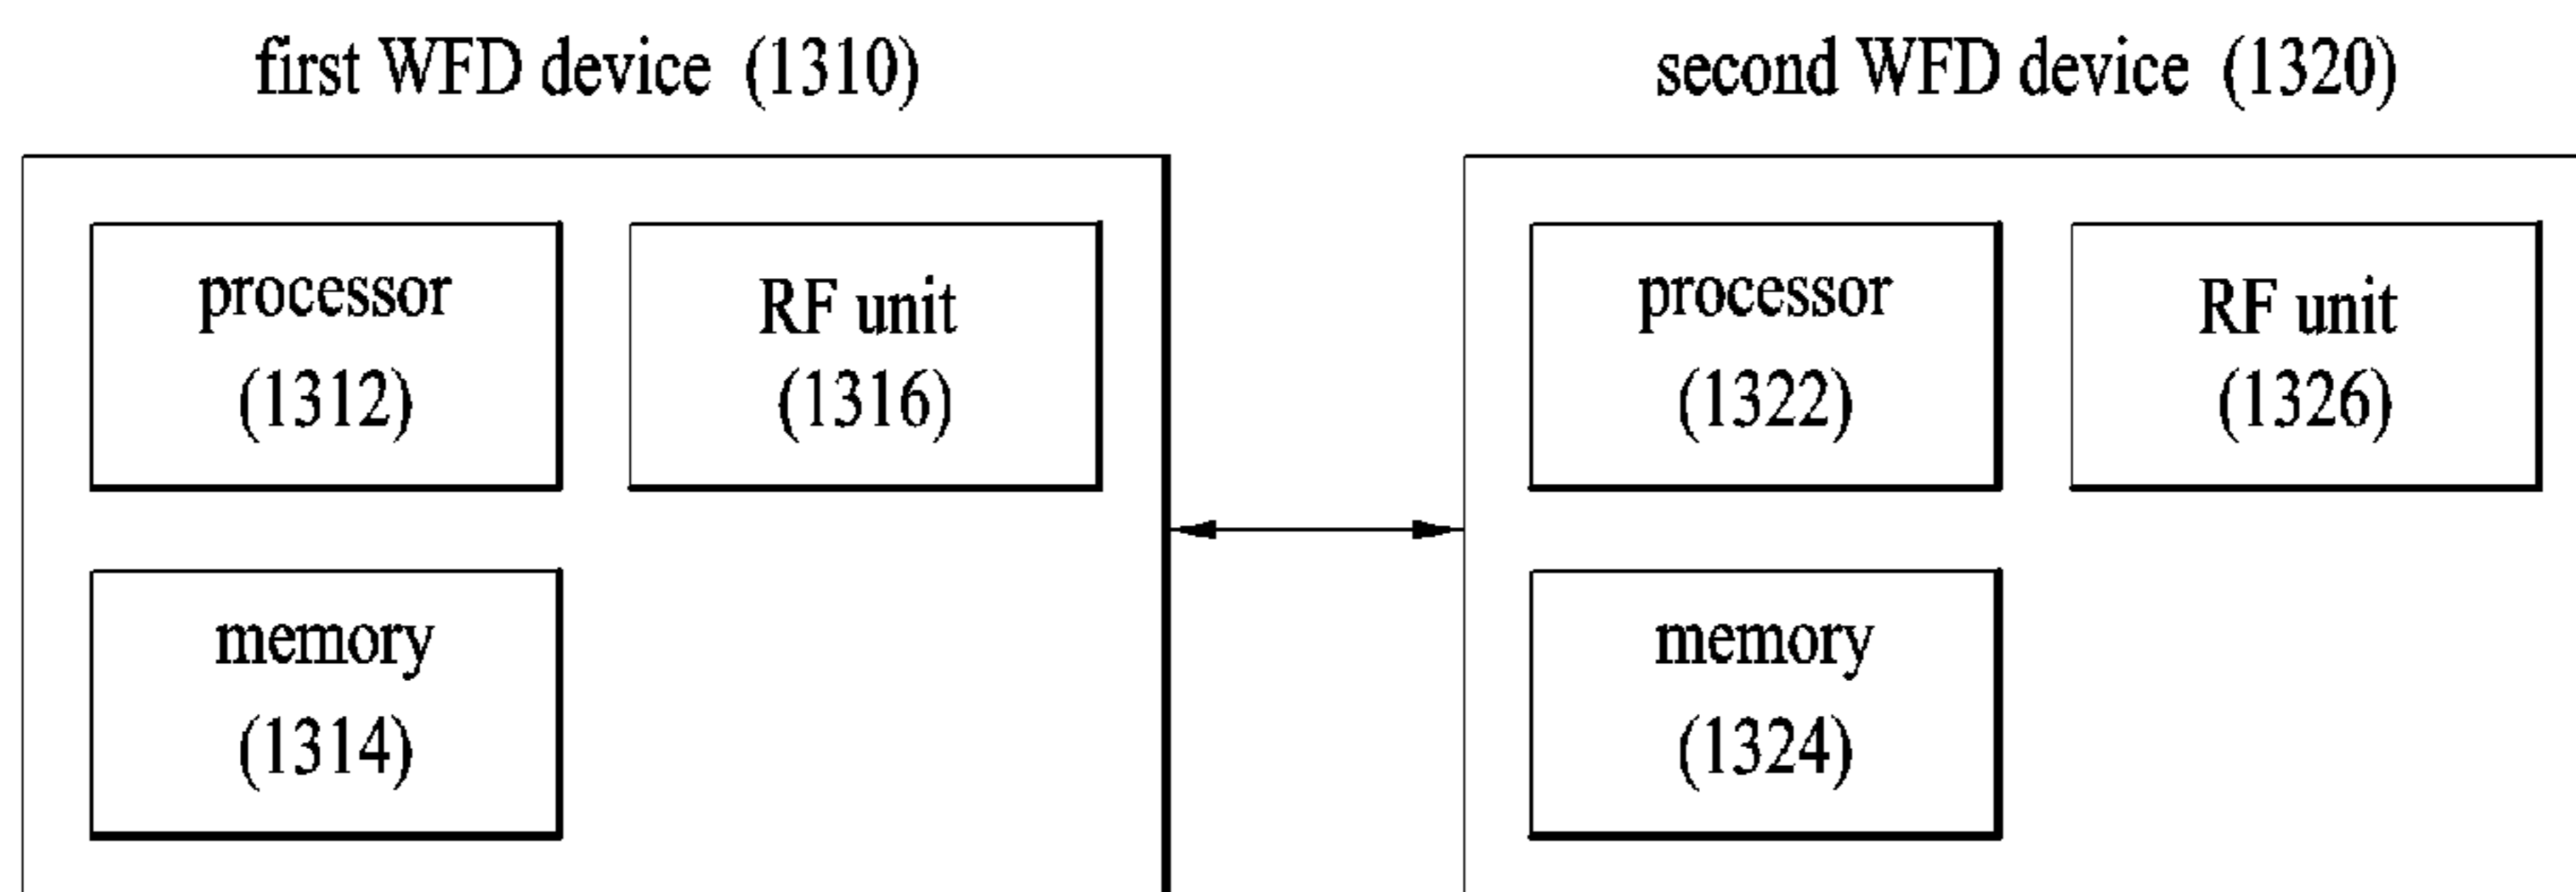 first WFD device (1310)
second WFD device (1320)
processor
(1312)
RF unit
(1316)
memory
(1314)
processor
(1322)
RF unit
(1326)
memory
(1324)